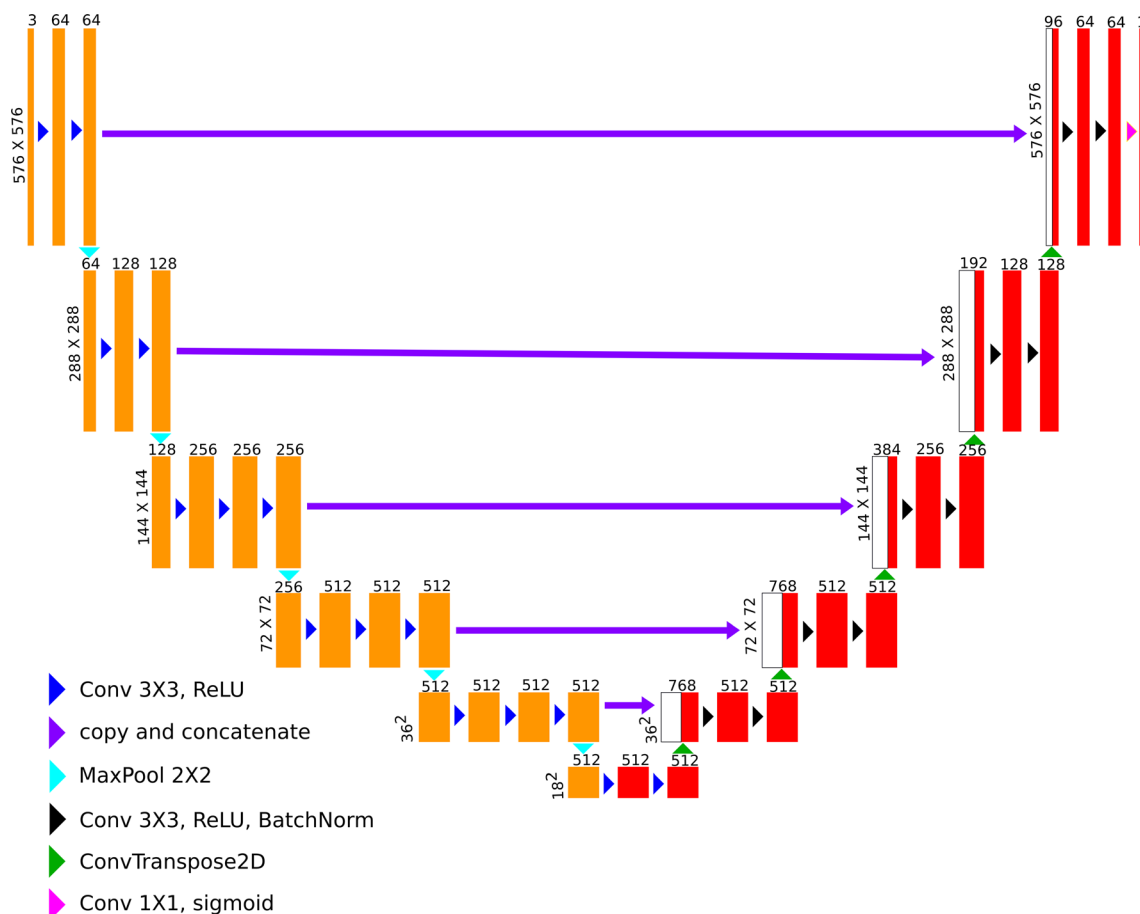 3 64 64
576 X 576
96 64 64
576 X 576
64 128 128
288 X 288
192 128 128
288 X 288
128 256 256 256
144 X 144
384 256 256
144 X 144
256 512 512 512
72 X 72
768 512 512
72 X 72
512 512 512 512
36²
768 512 512
36²
512 512 512
18²
Conv 3X3, ReLU
copy and concatenate
MaxPool 2X2
Conv 3X3, ReLU, BatchNorm
ConvTranspose2D
Conv 1X1, sigmoid